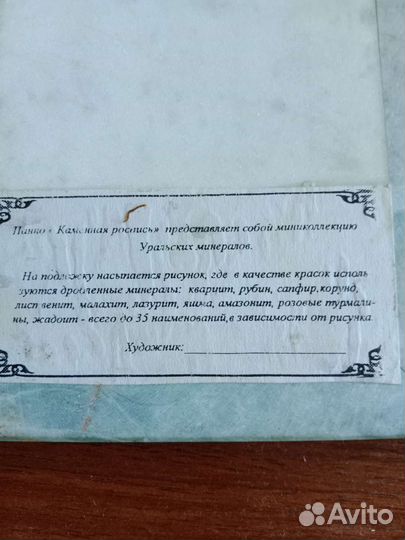 Панно « Каменная роспись» представляет собой миниколлекцию
Уральских минералов.
На подложку насыпается рисунок, где в качестве красок исполь
зуются дробленные минералы: кварцит, рубин, сапфир, корунд,
лиственит, малахит, лазурит, яшма, амазонит, розовые турмали-
ны, жадоит - всего до 35 наименований, в зависимости от рисунка.
Художник:____________________
Avito